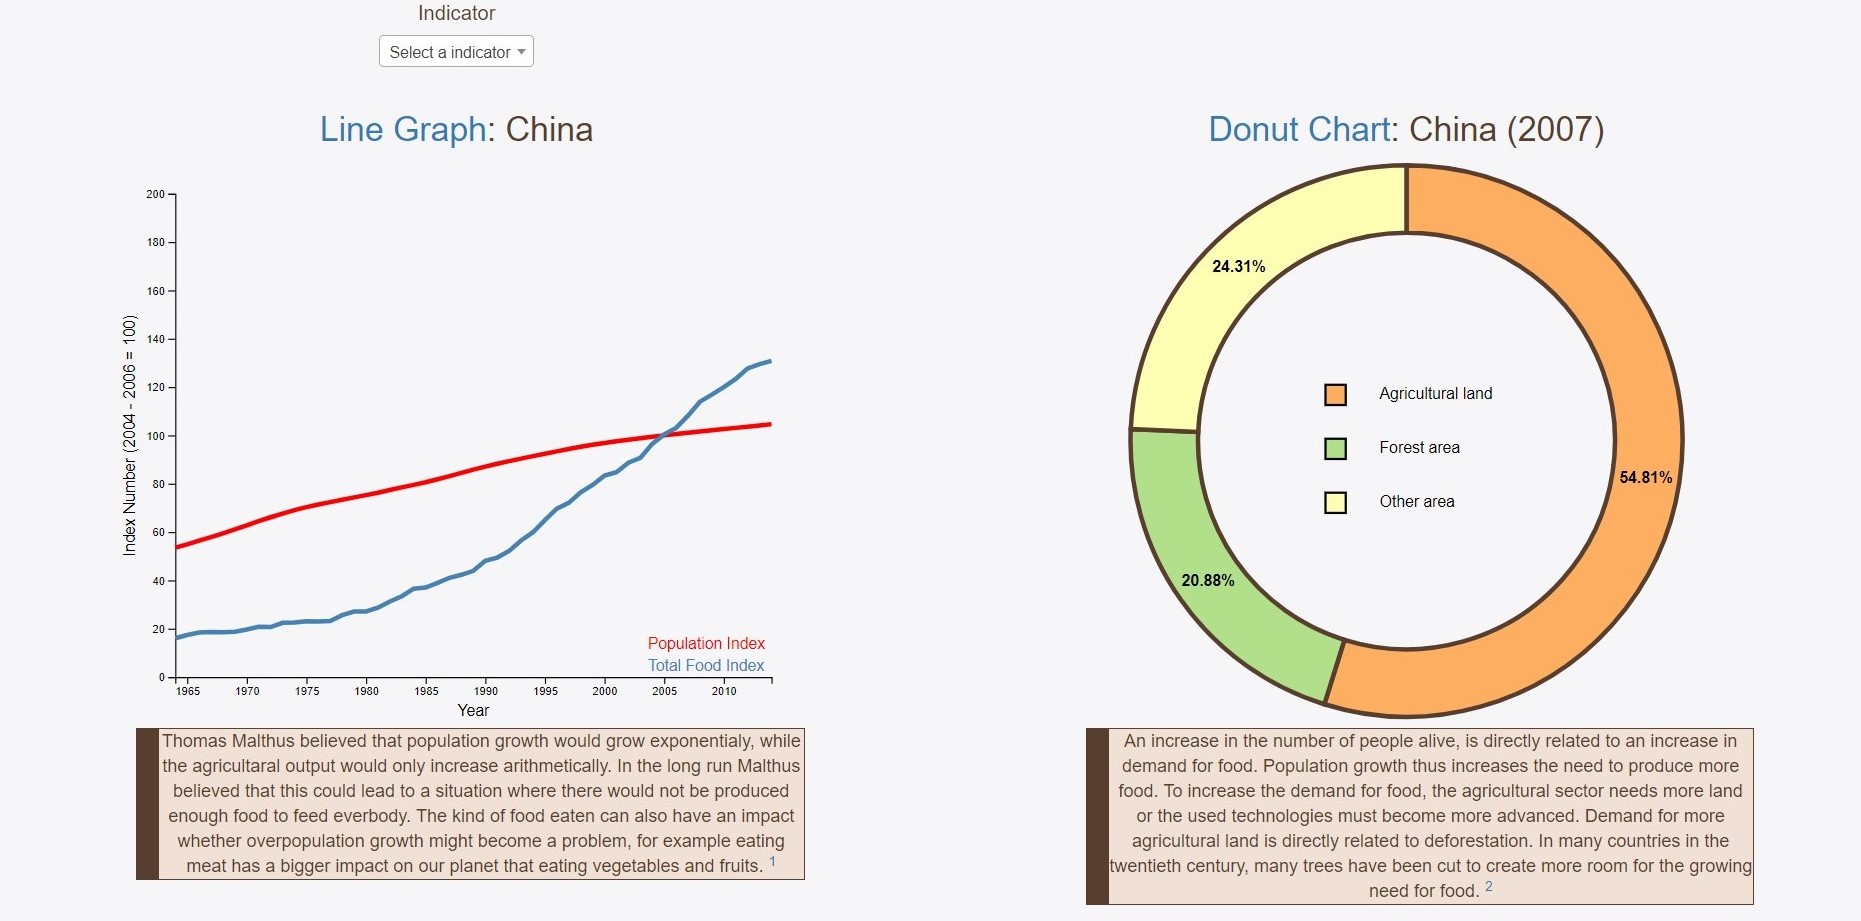 Indicator
Select a indicator
Line Graph: China
200
180
160
140
120
100
80
60
40
20
0
Index Number (2004 - 2006 = 100)
1965 1970 1975 1980 1985 1990 1995 2000 2005 2010
Year
Population Index
Total Food Index
Thomas Malthus believed that population growth would grow exponentialy, while
the agricultaral output would only increase arithmetically. In the long run Malthus
believed that this could lead to a situation where there would not be produced
enough food to feed everbody. The kind of food eaten can also have an impact
whether overpopulation growth might become a problem, for example eating
meat has a bigger impact on our planet that eating vegetables and fruits. 1
Donut Chart: China (2007)
24.31%
54.81%
20.88%
Agricultural land
Forest area
Other area
An increase in the number of people alive, is directly related to an increase in
demand for food. Population growth thus increases the need to produce more
food. To increase the demand for food, the agricultural sector needs more land
or the used technologies must become more advanced. Demand for more
agricultural land is directly related to deforestation. In many countries in the
twentieth century, many trees have been cut to create more room for the growing
need for food. 2